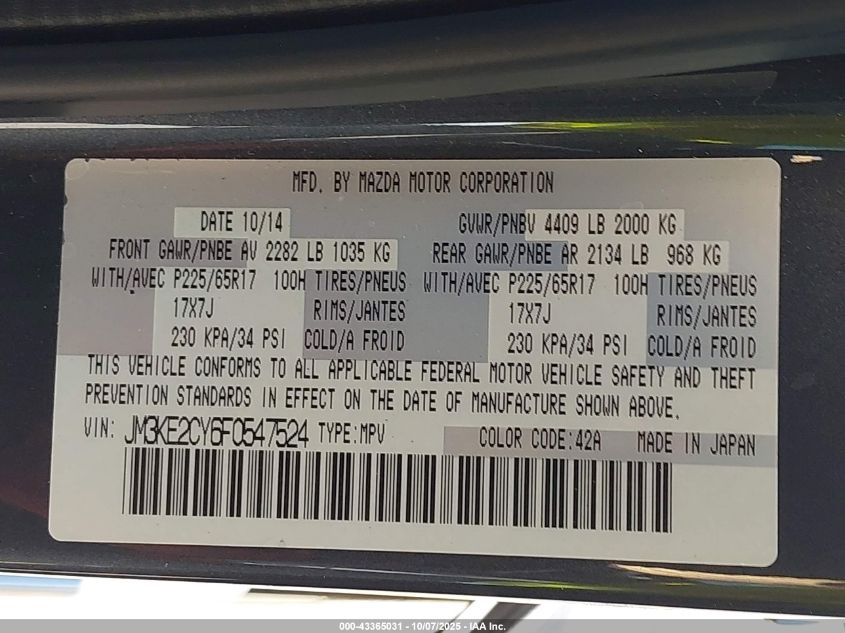 MFD. BY MAZDA MOTOR CORPORATION
DATE 10/14 GVWR/PNBV 4409 LB 2000 KG
FRONT GAWR/PNBE AV 2282 LB 1035 KG REAR GAWR/PNBE AR 2134 LB 968 KG
WITH/AVEC P225/65R17 100H TIRES/PNEUS WITH/AVEC P225/65R17 100H TIRES/PNEUS
17X7J RIMS/JANTES 17X7J RIMS/JANTES
230 KPA/34 PSI COLD/A FROID 230 KPA/34 PSI COLD/A FROID
THIS VEHICLE CONFORMS TO ALL APPLICABLE FEDERAL MOTOR VEHICLE SAFETY AND THEFT
PREVENTION STANDARDS IN EFFECT ON THE DATE OF MANUFACTURE SHOWN ABOVE.
VIN: JM3KE2CY6F0547524 TYPE:MPV COLOR CODE:42A MADE IN JAPAN
000-43365031 - 10/07/2025 - IAA Inc.